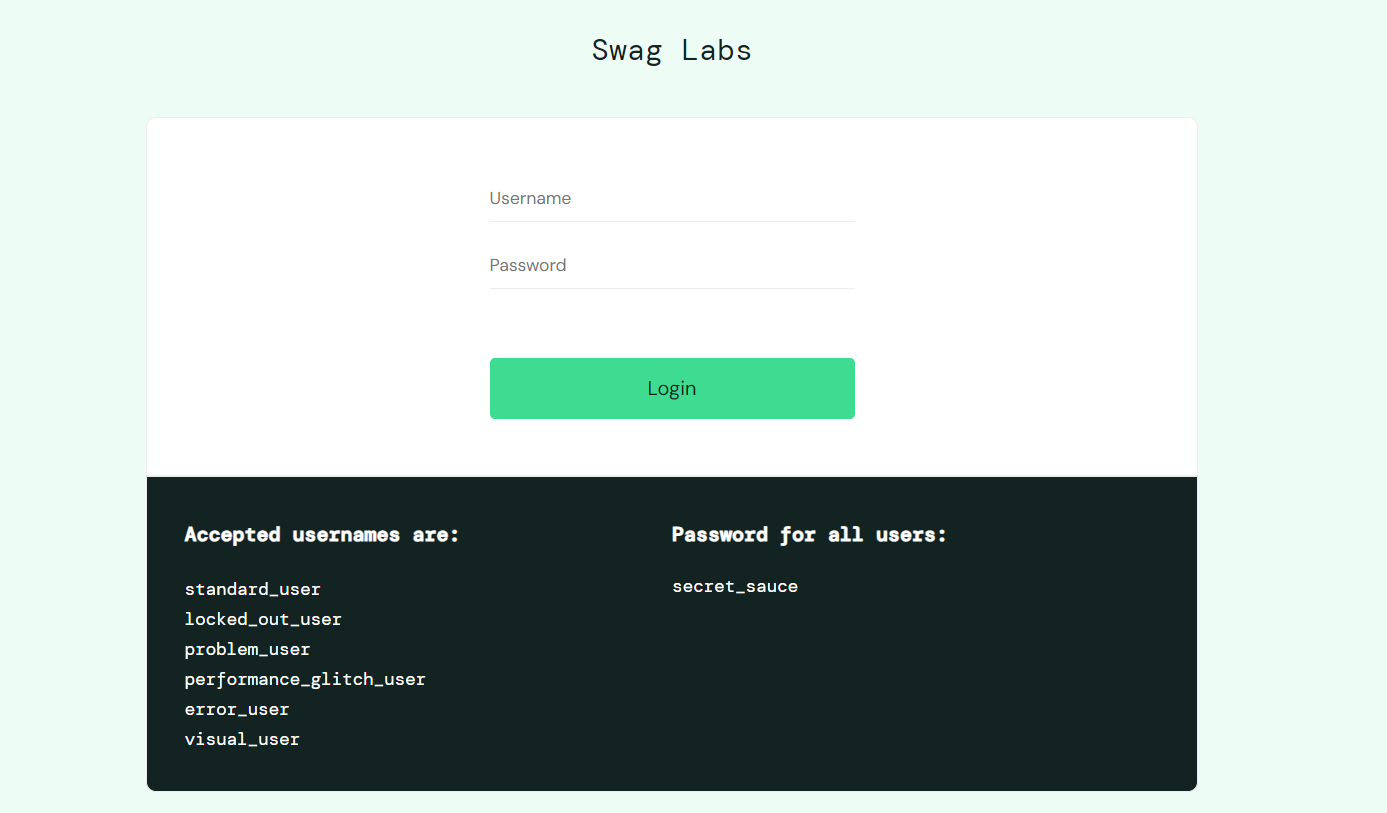 Swag Labs
Username
Password
Login
Accepted usernames are:
standard_user
locked_out_user
problem_user
performance_glitch_user
error_user
visual_user
Password for all users:
secret_sauce